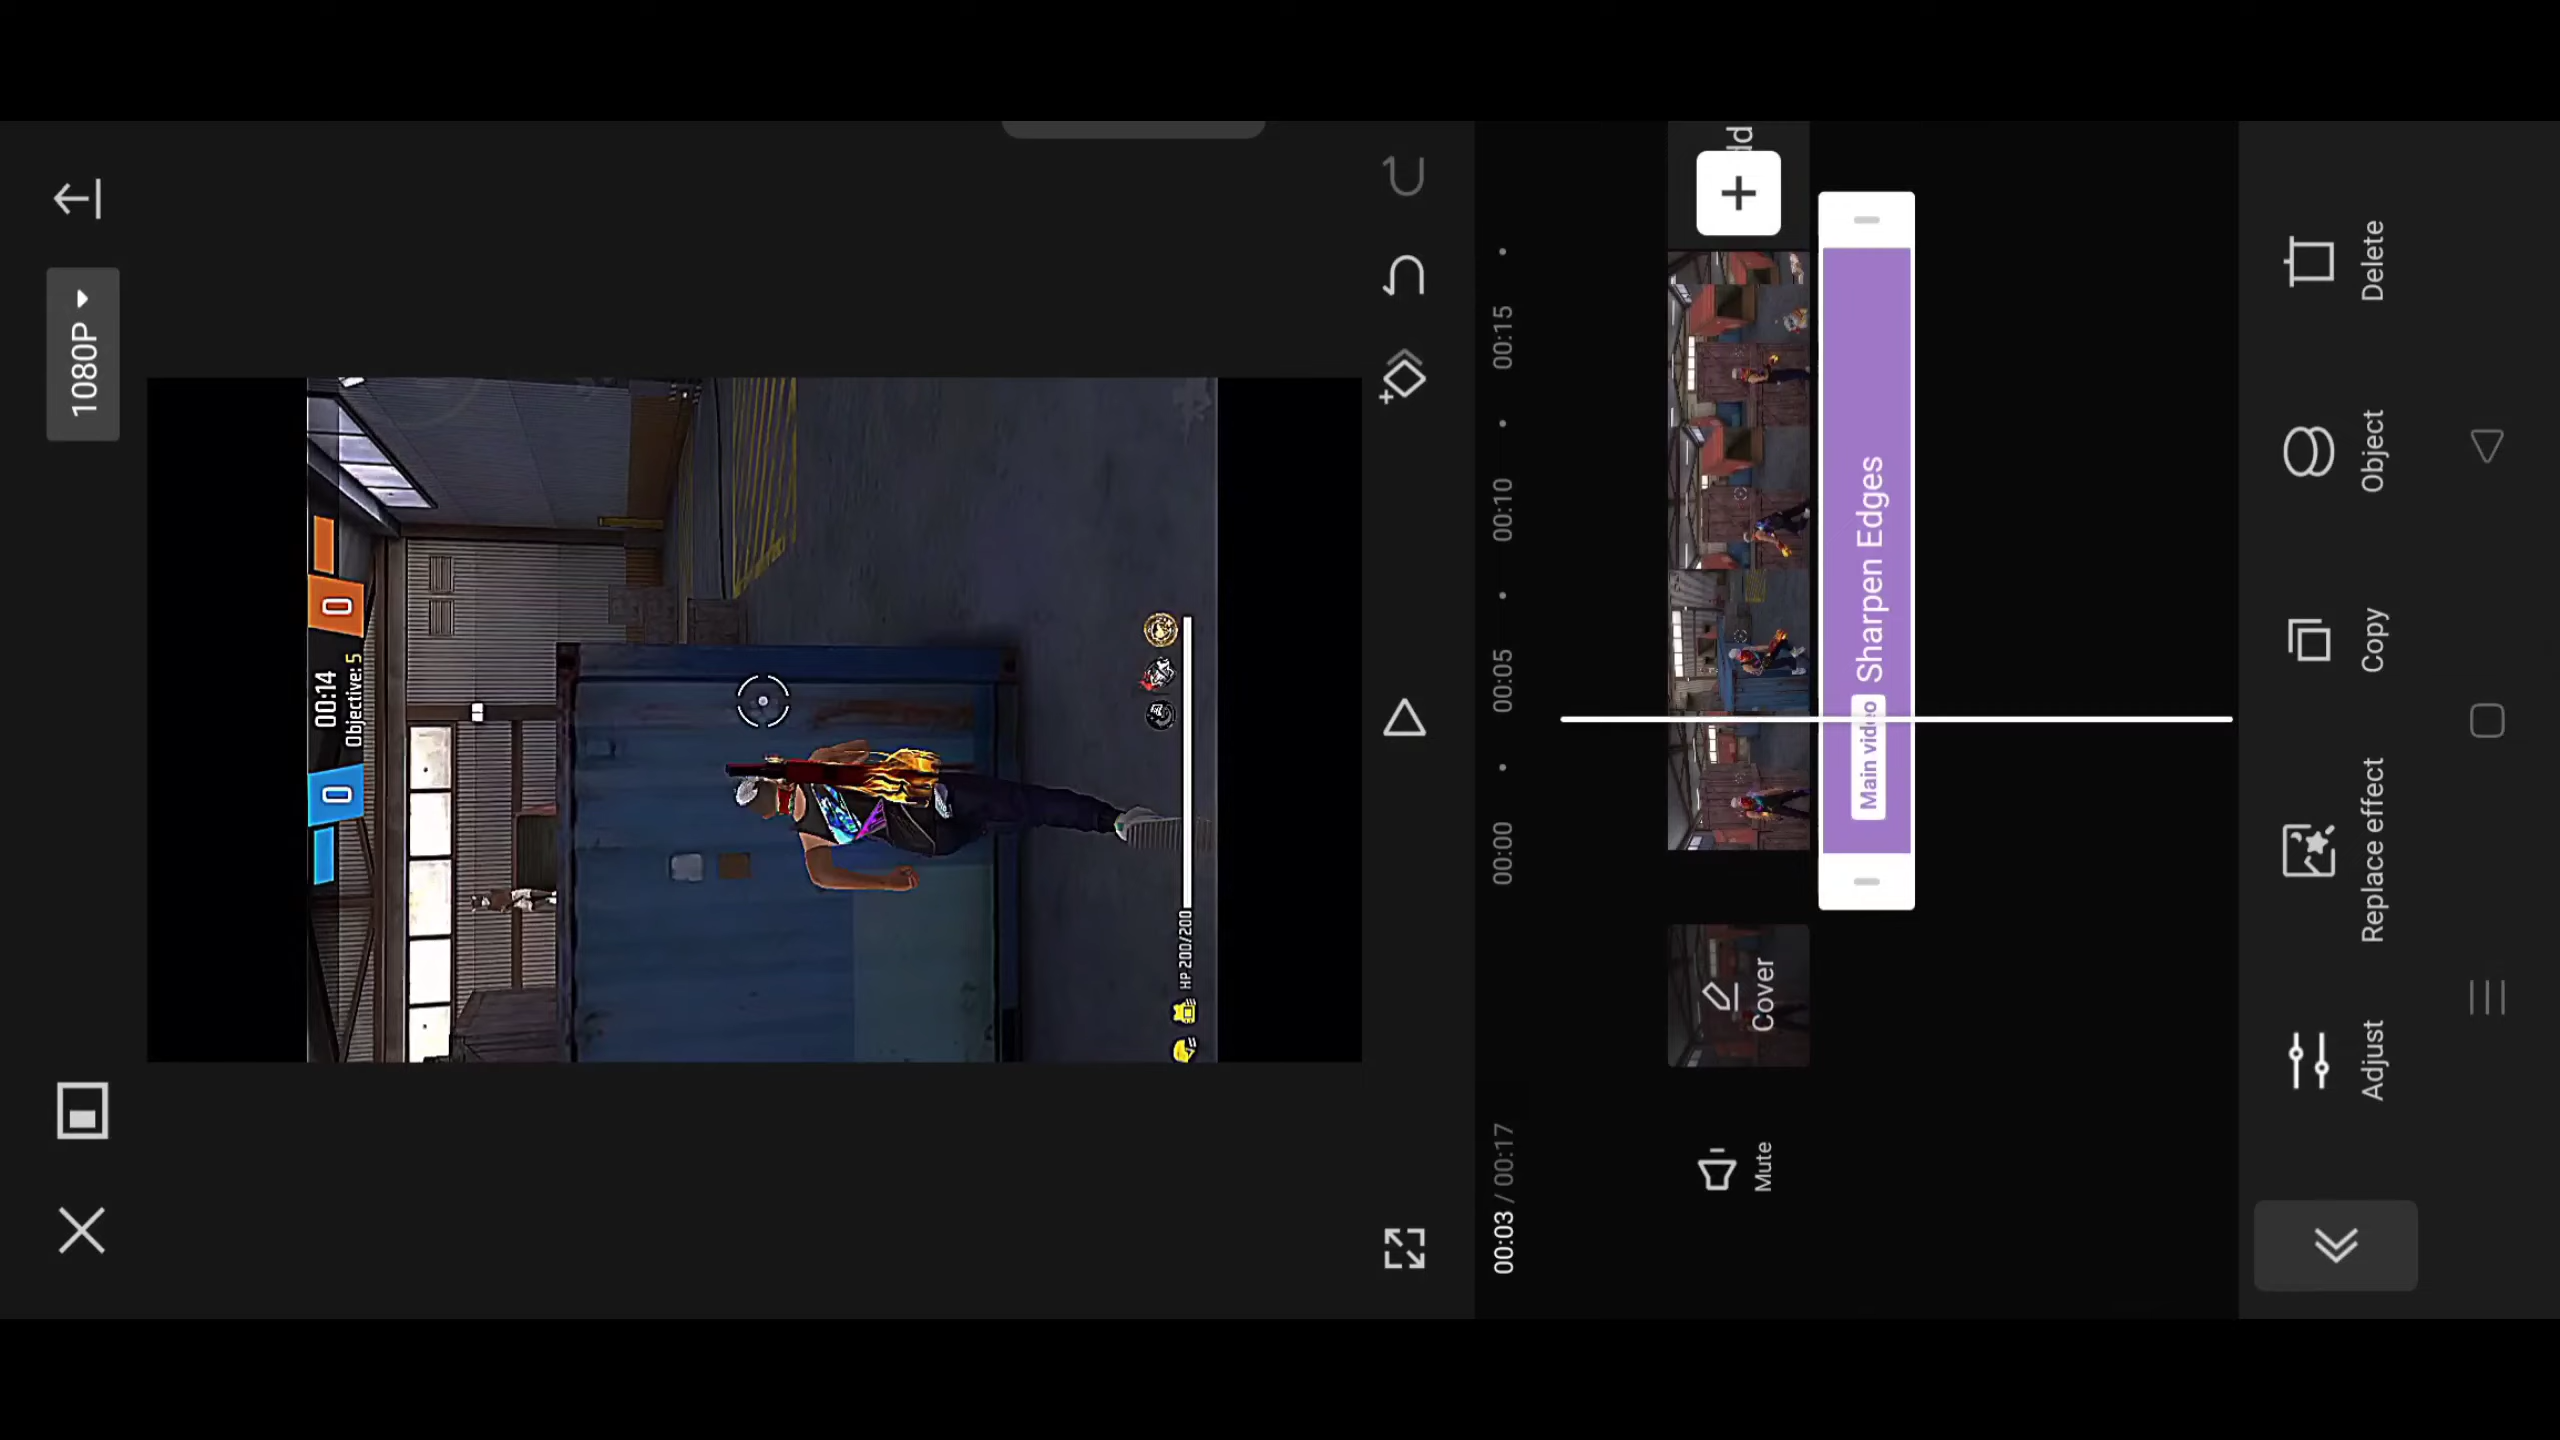 1080P
0
00:14
Objective: 5
0
HP 200/200
00:03 / 00:17
00:00
00:05
00:10
00:15
Mute
Cover
Main video
Sharpen Edges
Adjust
Replace effect
Copy
Object
Delete